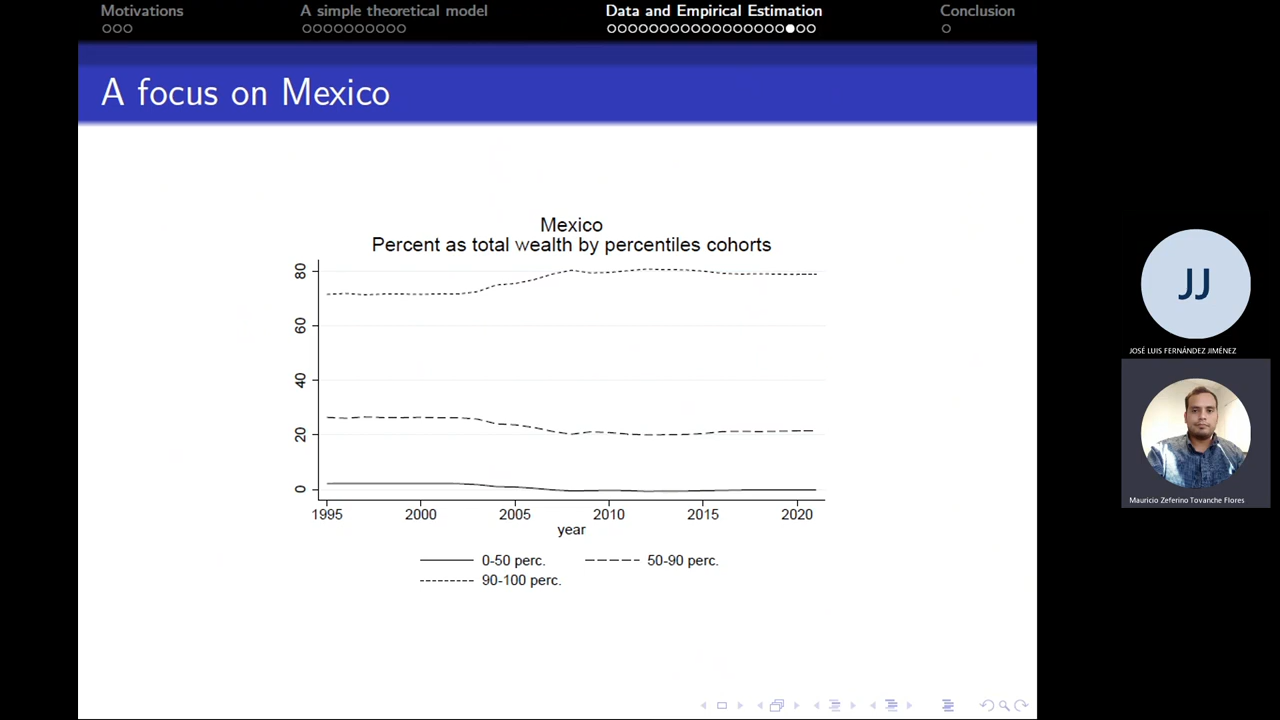 Motivations
A simple theoretical model
Data and Empirical Estimation
Conclusion
A focus on Mexico
Mexico
Percent as total wealth by percentiles cohorts
80
60
40
20
0
1995 2000 2005 2010 2015 2020
year
0-50 perc. 50-90 perc.
90-100 perc.
JJ
JOSÉ LUIS FERNÁNDEZ JIMÉNEZ
Mauricio Zeferino Tovanche Flores